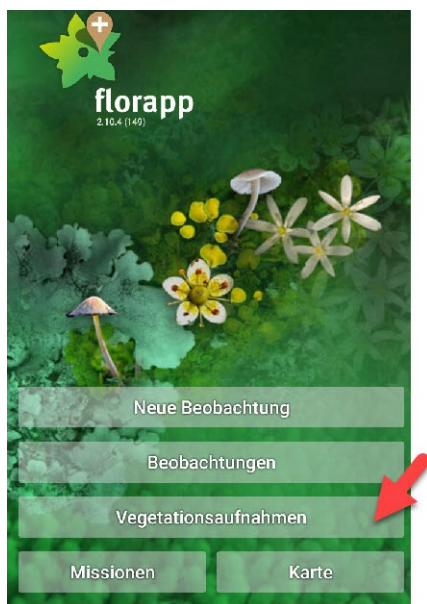 florapp
2.10.4 (149)
Neue Beobachtung
Beobachtungen
Vegetationsaufnahmen
Missionen
Karte